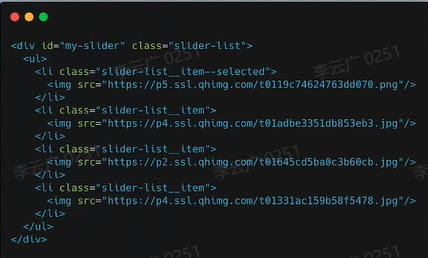 <div id="my-slider" class="slider-list">
  <ul>
    <li class="slider-list__item--selected">
      <img src="https://p5.ssl.qhimg.com/t0119c74624763dd070.png"/>
    </li>
    <li class="slider-list__item">
      <img src="https://p4.ssl.qhimg.com/t01adbe3351db853eb3.jpg"/>
    </li>
    <li class="slider-list__item">
      <img src="https://p2.ssl.qhimg.com/t01645cd5ba0c3b60cb.jpg"/>
    </li>
    <li class="slider-list__item">
      <img src="https://p4.ssl.qhimg.com/t01331ac159b58f5478.jpg"/>
    </li>
  </ul>
</div>
李云广 0251
李云广 0251
李云广 0251
李云广 0251